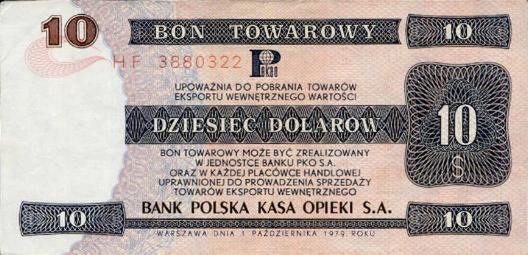 10 BON TOWAROWY 10
HF 3880322 Pekao
UPOWAŻNIA DO POBRANIA TOWARÓW
EKSPORTU WEWNĘTRZNEGO WARTOŚCI
DZIESIĘĆ DOLARÓW
10
$
BON TOWAROWY MOŻE BYĆ ZREALIZOWANY
W JEDNOSTCE BANKU PKO S.A.
ORAZ W KAŻDEJ PLACÓWCE HANDLOWEJ
UPRAWNIONEJ DO PROWADZENIA SPRZEDAŻY
TOWARÓW EKSPORTU WEWNĘTRZNEGO
10 BANK POLSKA KASA OPIEKI S.A. 10
WARSZAWA DNIA 1 PAŹDZIERNIKA 1979 ROKU